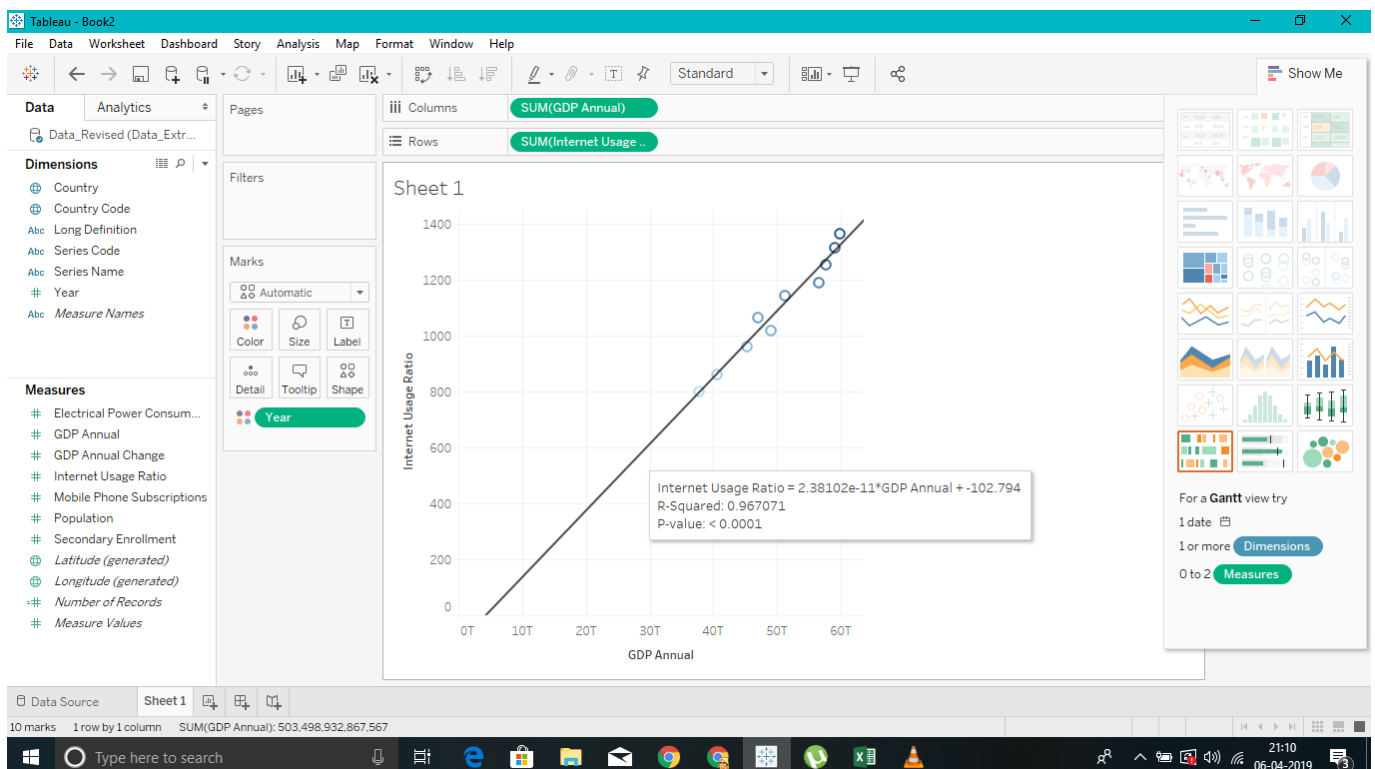 Tableau - Book2
File Data Worksheet Dashboard Story Analysis Map Format Window Help
Standard
Show Me
Data Analytics
Data_Revised (Data_Extr...
Dimensions
Country
Country Code
Abc Long Definition
Abc Series Code
Abc Series Name
# Year
Abc Measure Names
Measures
# Electrical Power Consum...
# GDP Annual
# GDP Annual Change
# Internet Usage Ratio
# Mobile Phone Subscriptions
# Population
# Secondary Enrollment
Latitude (generated)
Longitude (generated)
=# Number of Records
# Measure Values
Pages
Filters
Marks
Automatic
Color Size Label
Detail Tooltip Shape
Year
iii Columns SUM(GDP Annual)
Rows SUM(Internet Usage ..
Sheet 1
Internet Usage Ratio
1400
1200
1000
800
600
400
200
0
0T 10T 20T 30T 40T 50T 60T
GDP Annual
Internet Usage Ratio = 2.38102e-11*GDP Annual + -102.794
R-Squared: 0.967071
P-value: < 0.0001
For a Gantt view try
1 date
1 or more Dimensions
0 to 2 Measures
Data Source Sheet 1
10 marks 1 row by 1 column SUM(GDP Annual): 503,498,932,867,567
Type here to search
21:10
06-04-2019
3